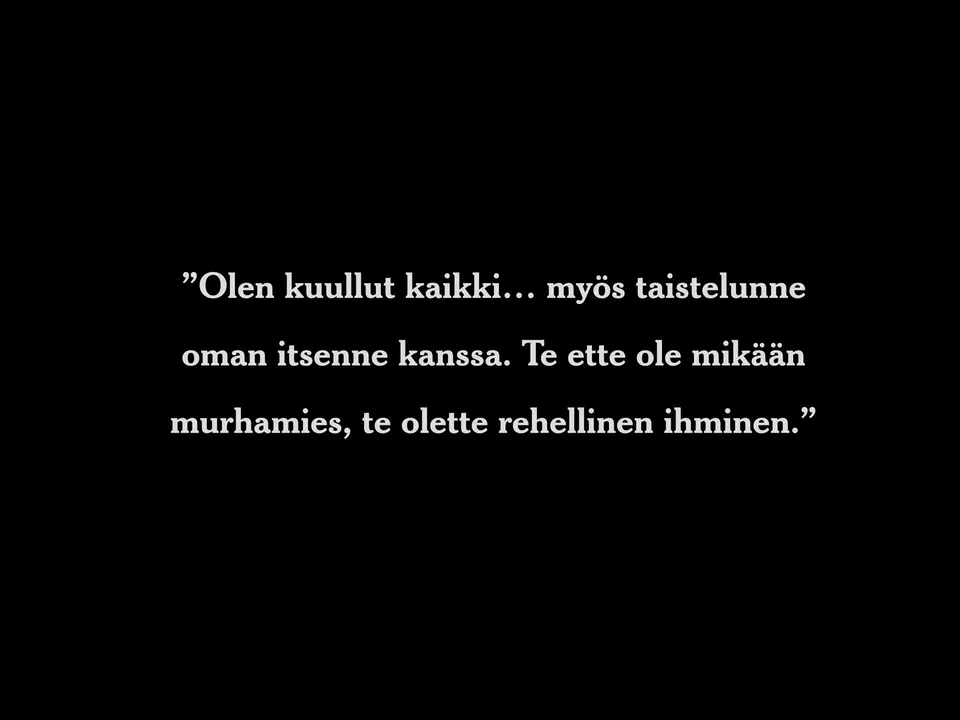 ”Olen kuullut kaikki... myös taistelunne
oman itsenne kanssa. Te ette ole mikään
murhamies, te olette rehellinen ihminen.”